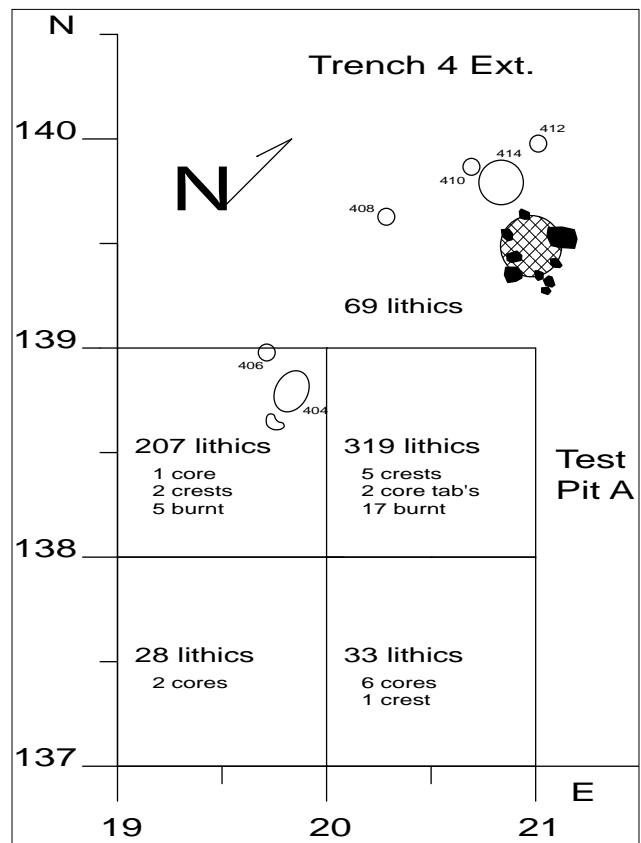 N
Trench 4 Ext.
140
412
414
410
N
408
69 lithics
139
406
404
207 lithics
1 core
2 crests
5 burnt
319 lithics
5 crests
2 core tab's
17 burnt
Test
Pit A
138
28 lithics
2 cores
33 lithics
6 cores
1 crest
137
E
19
20
21